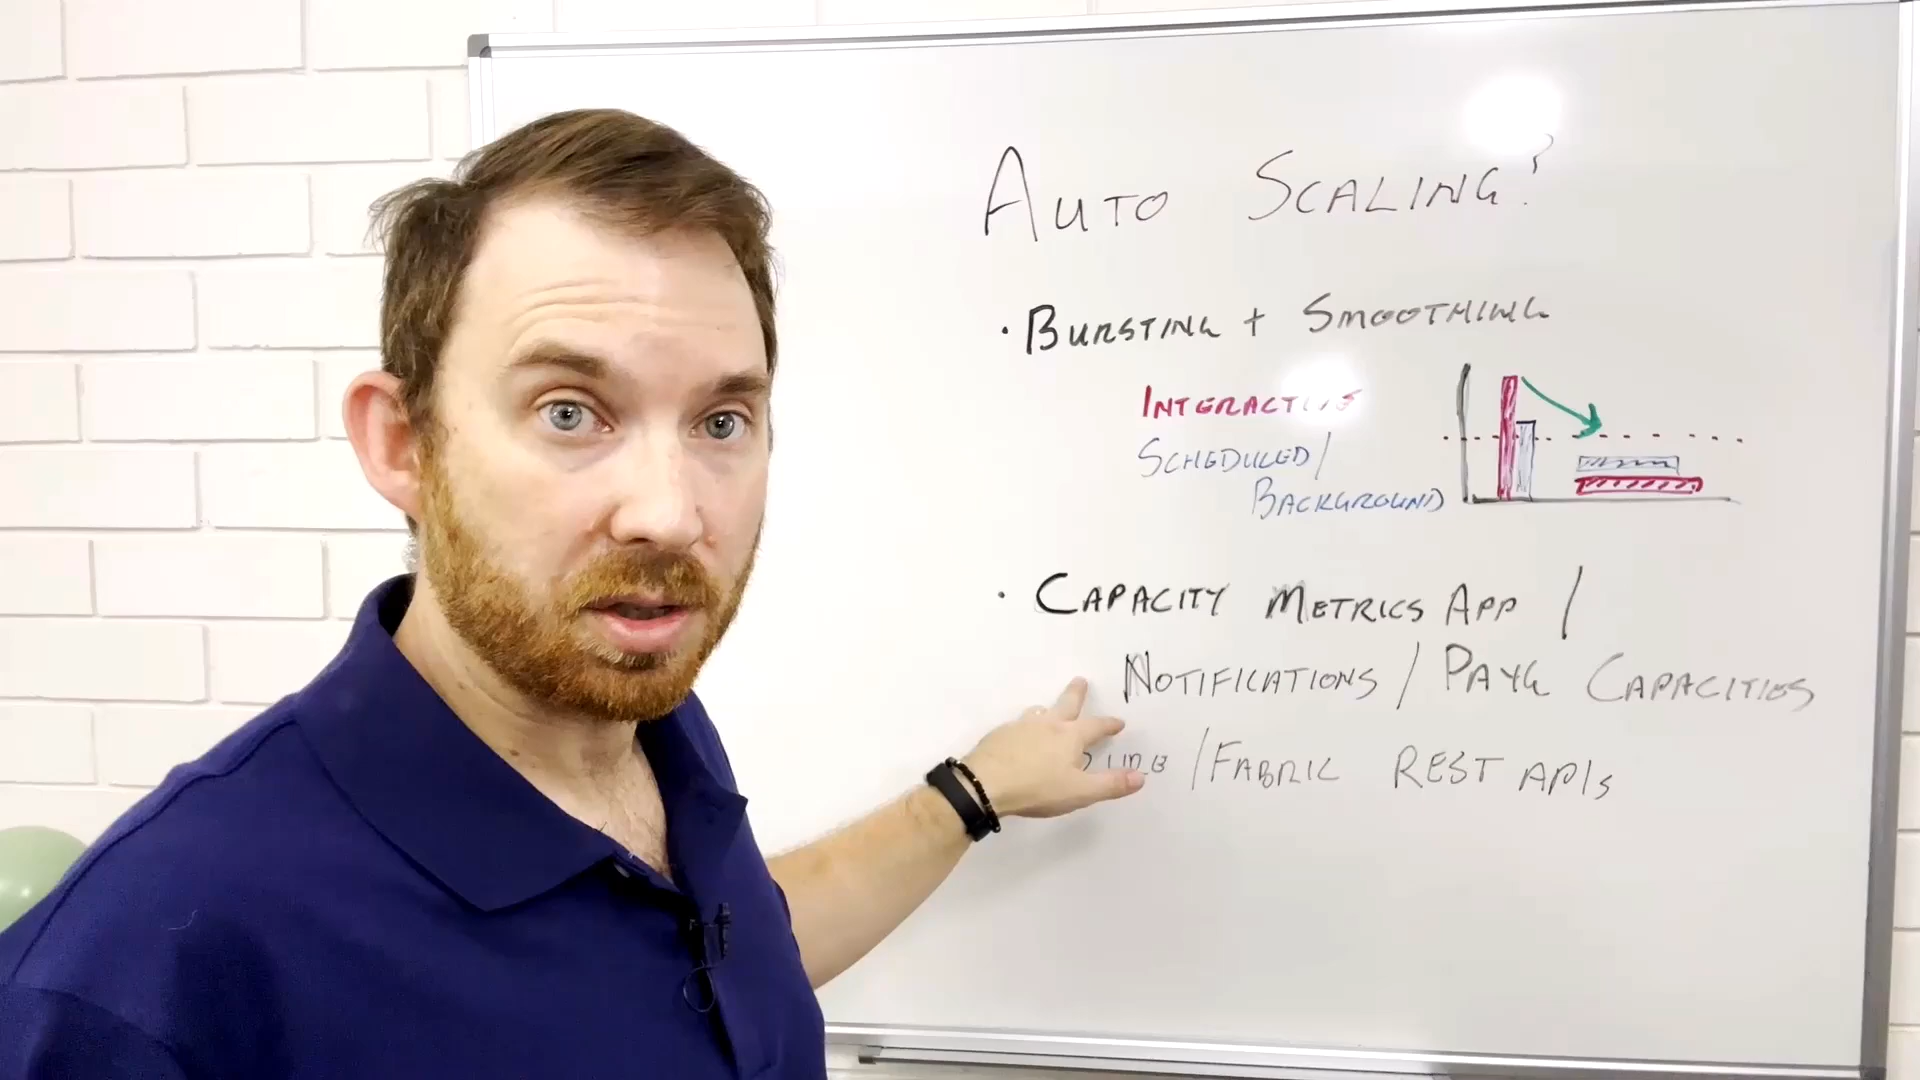 AUTO SCALING?
• BURSTING + SMOOTHING
INTERACTIVE
SCHEDULED/
BACKGROUND
• CAPACITY METRICS APP /
NOTIFICATIONS / PAYG CAPACITIES
/ FABRIC REST APIs